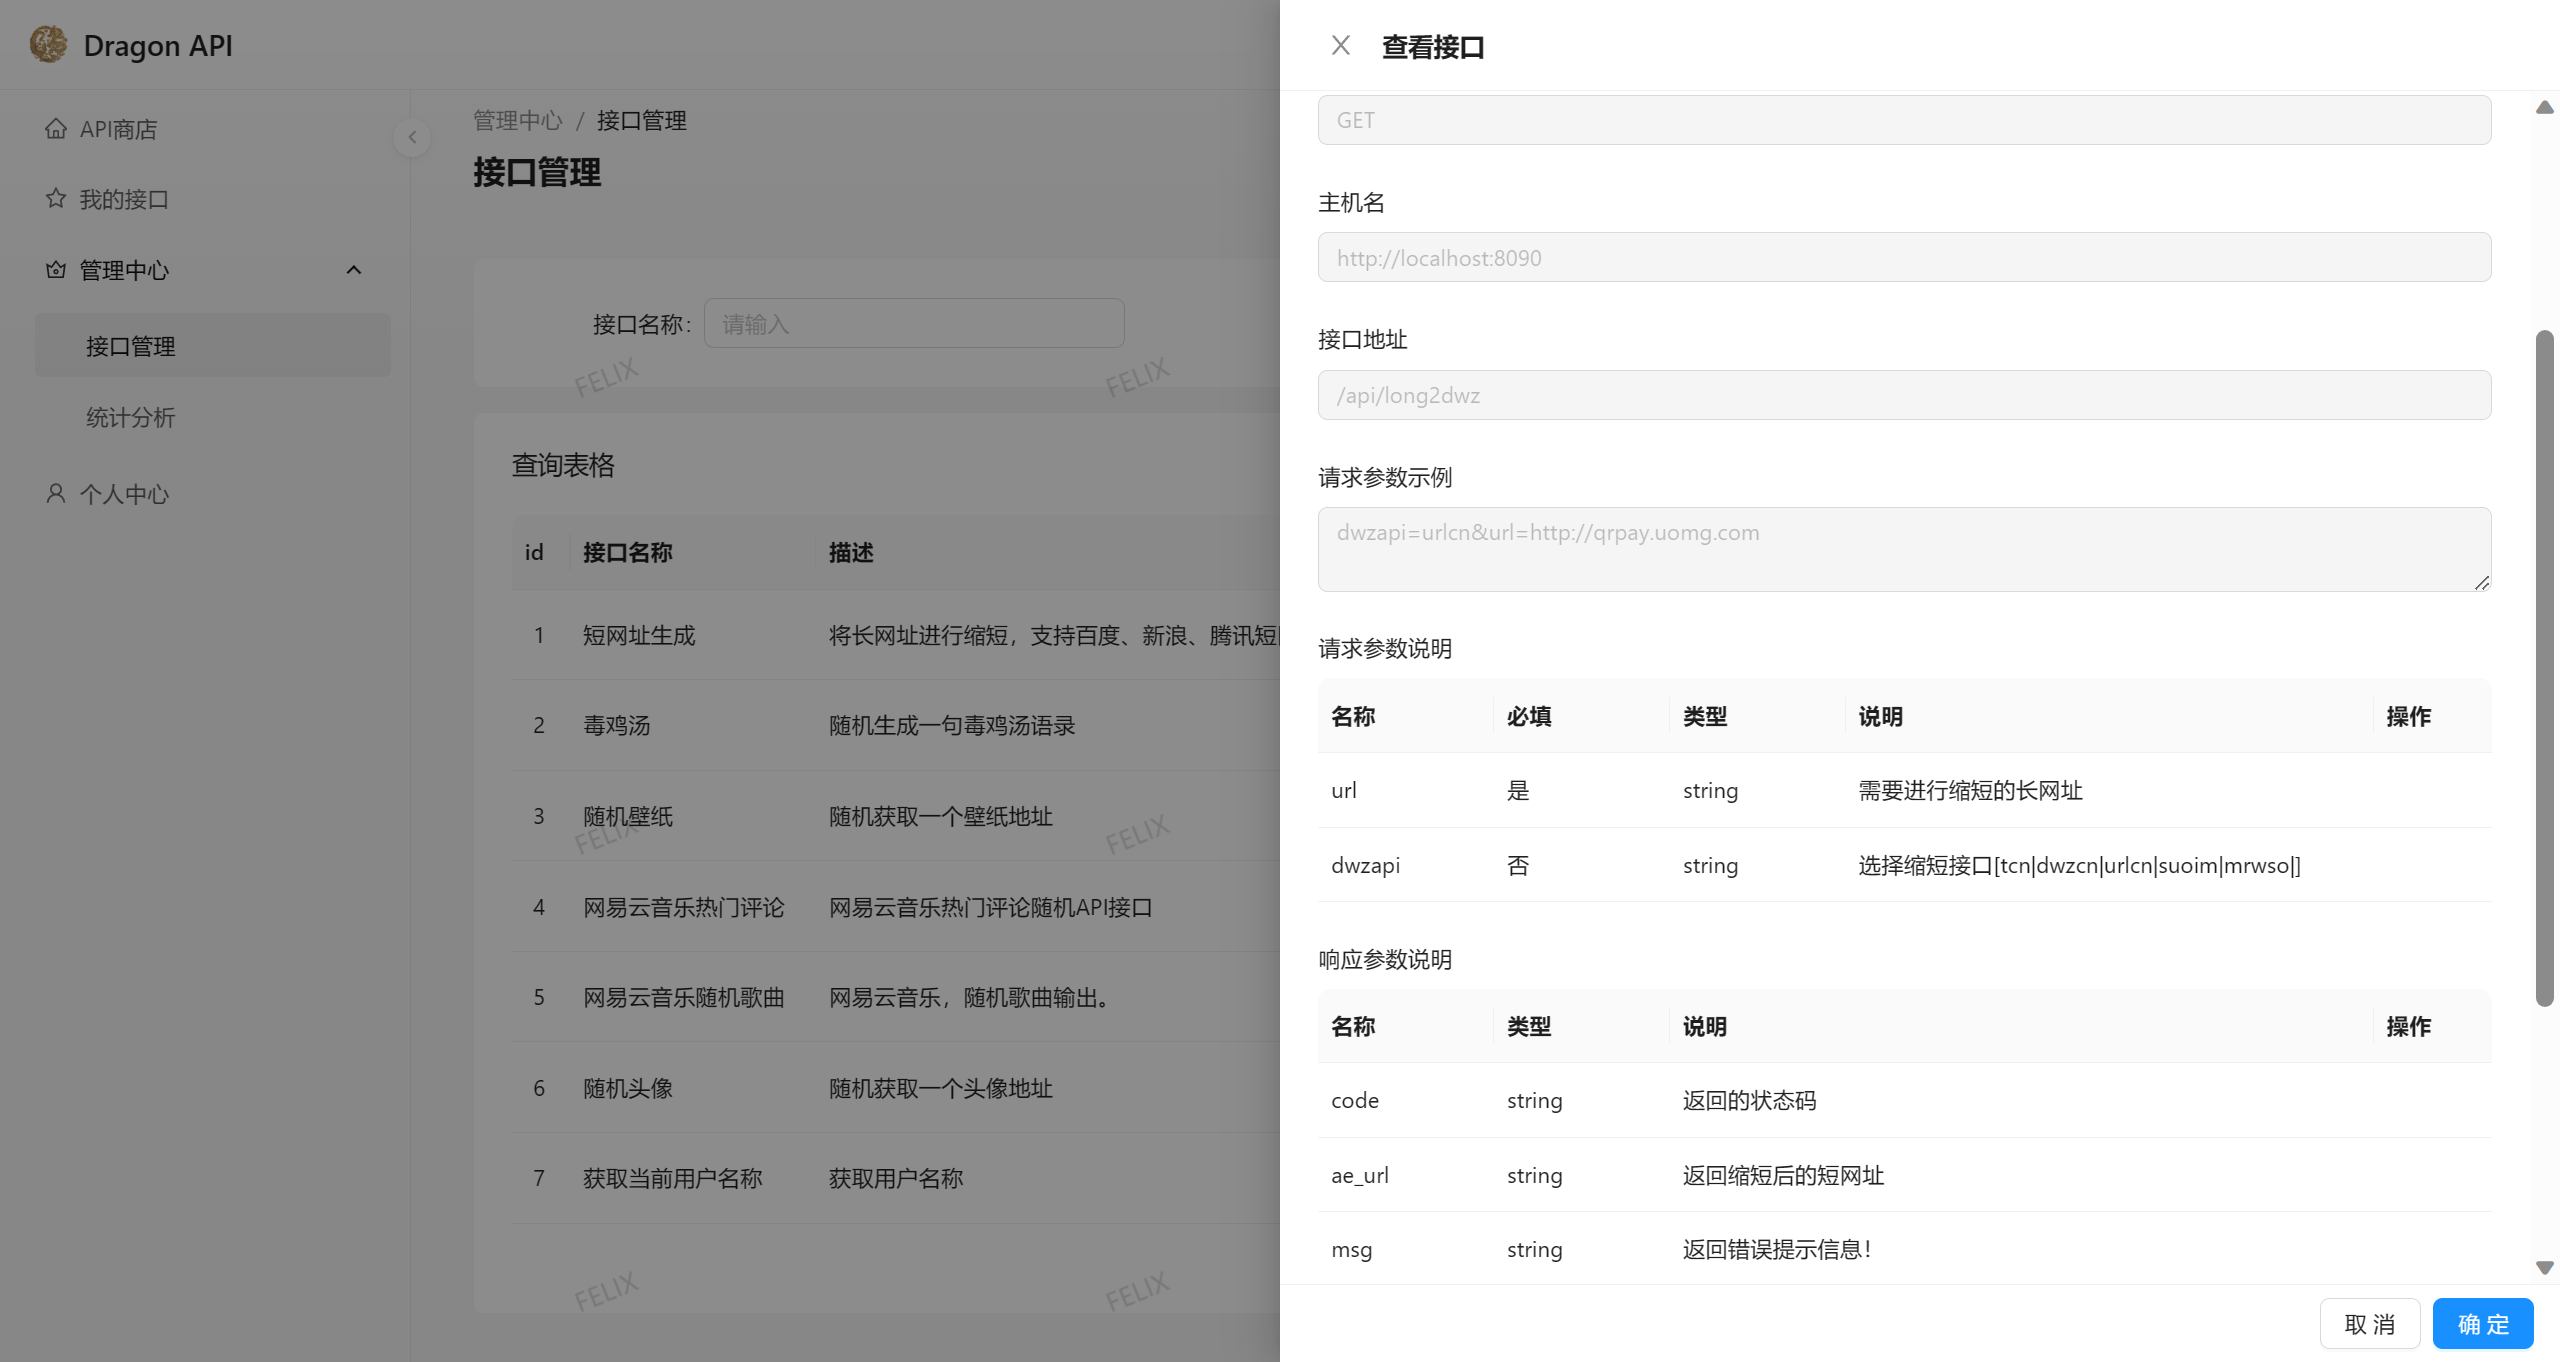 Dragon API
API商店
我的接口
管理中心
接口管理
统计分析
个人中心
管理中心 / 接口管理
接口管理
接口名称: 请输入
查询表格
id 接口名称 描述
1 短网址生成 将长网址进行缩短，支持百度、新浪、腾讯短
2 毒鸡汤 随机生成一句毒鸡汤语录
3 随机壁纸 随机获取一个壁纸地址
4 网易云音乐热门评论 网易云音乐热门评论随机API接口
5 网易云音乐随机歌曲 网易云音乐，随机歌曲输出。
6 随机头像 随机获取一个头像地址
7 获取当前用户名称 获取用户名称
FELIX FELIX
FELIX FELIX
FELIX FELIX
查看接口
GET
主机名
http://localhost:8090
接口地址
/api/long2dwz
请求参数示例
dwzapi=urlcn&url=http://qrpay.uomg.com
请求参数说明
名称 必填 类型 说明 操作
url 是 string 需要进行缩短的长网址
dwzapi 否 string 选择缩短接口[tcn|dwzcn|urlcn|suoim|mrwso|]
响应参数说明
名称 类型 说明 操作
code string 返回的状态码
ae_url string 返回缩短后的短网址
msg string 返回错误提示信息！
取 消 确 定